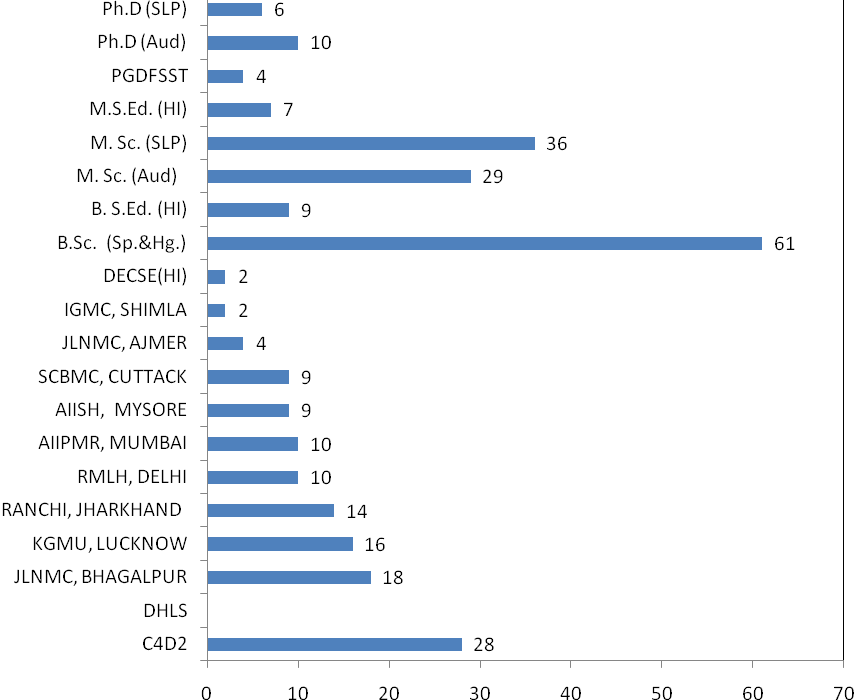 Ph.D (SLP) 6
Ph.D (Aud) 10
PGDFSST 4
M.S.Ed. (HI) 7
M. Sc. (SLP) 36
M. Sc. (Aud) 29
B. S.Ed. (HI) 9
B.Sc. (Sp.&Hg.) 61
DECSE(HI) 2
IGMC, SHIMLA 2
JLNMC, AJMER 4
SCBMC, CUTTACK 9
AIISH, MYSORE 9
AIIPMR, MUMBAI 10
RMLH, DELHI 10
RANCHI, JHARKHAND 14
KGMU, LUCKNOW 16
JLNMC, BHAGALPUR 18
DHLS
C4D2 28
0 10 20 30 40 50 60 70